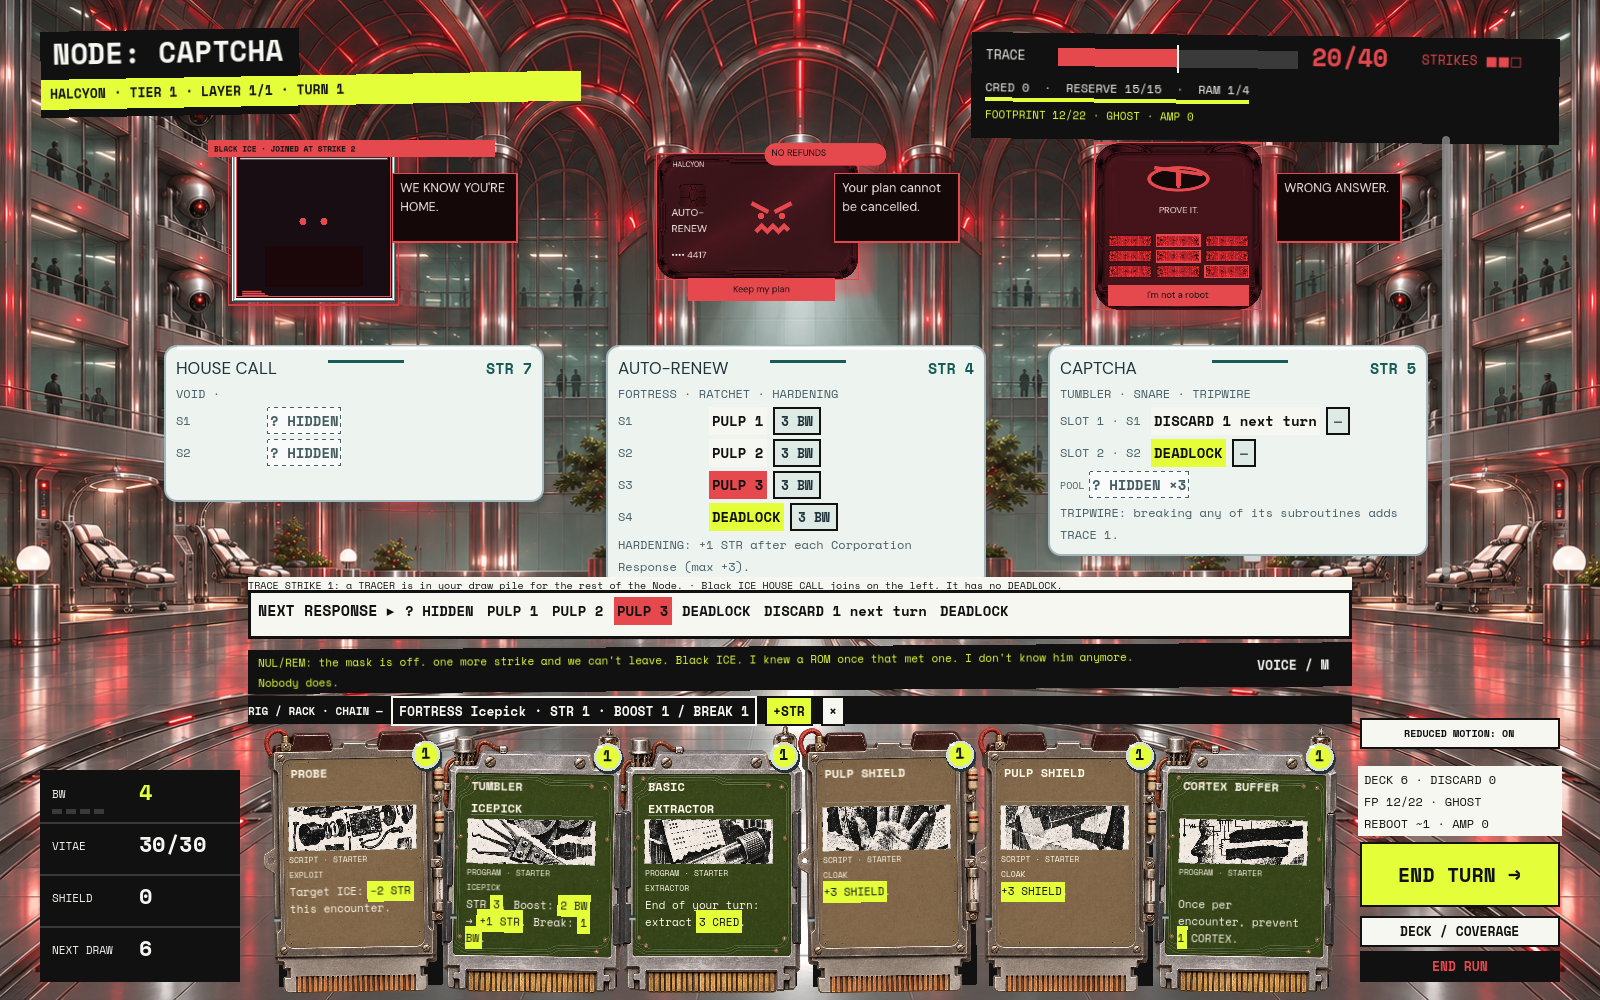 NODE: CAPTCHA
HALCYON · TIER 1 · LAYER 1/1 · TURN 1
TRACE 20/40 STRIKES ■■□
CRED 0 · RESERVE 15/15 · RAM 1/4
FOOTPRINT 12/22 · GHOST · AMP 0
BLACK ICE · JOINED AT STRIKE 2
WE KNOW YOU'RE
HOME.
HALCYON
NO REFUNDS
AUTO-
RENEW
•••• 4417
Keep my plan
Your plan cannot
be cancelled.
PROVE IT.
I'm not a robot
WRONG ANSWER.
HOUSE CALL STR 7
VOID ·
S1 ? HIDDEN
S2 ? HIDDEN
AUTO-RENEW STR 4
FORTRESS · RATCHET · HARDENING
S1 PULP 1 3 BW
S2 PULP 2 3 BW
S3 PULP 3 3 BW
S4 DEADLOCK 3 BW
HARDENING: +1 STR after each Corporation
Response (max +3).
CAPTCHA STR 5
TUMBLER · SNARE · TRIPWIRE
SLOT 1 · S1 DISCARD 1 next turn —
SLOT 2 · S2 DEADLOCK —
POOL ? HIDDEN ×3
TRIPWIRE: breaking any of its subroutines adds
TRACE 1.
TRACE STRIKE 1: a TRACER is in your draw pile for the rest of the Node. · Black ICE HOUSE CALL joins on the left. It has no DEADLOCK.
NEXT RESPONSE ▸ ? HIDDEN PULP 1 PULP 2 PULP 3 DEADLOCK DISCARD 1 next turn DEADLOCK
NUL/REM: the mask is off. one more strike and we can't leave. Black ICE. I knew a ROM once that met one. I don't know him anymore.
Nobody does.
VOICE / M
RIG / RACK · CHAIN — FORTRESS Icepick · STR 1 · BOOST 1 / BREAK 1 +STR ×
REDUCED MOTION: ON
BW 4
VITAE 30/30
SHIELD 0
NEXT DRAW 6
1
PROBE
SCRIPT · STARTER
EXPLOIT
Target ICE: -2 STR
this encounter.
1
TUMBLER
ICEPICK
PROGRAM · STARTER
ICEPICK
STR 3 Boost: 2 BW
→ +1 STR. Break: 1
BW.
1
BASIC
EXTRACTOR
PROGRAM · STARTER
EXTRACTOR
End of your turn:
extract 3 CRED.
1
PULP SHIELD
SCRIPT · STARTER
CLOAK
+3 SHIELD.
1
PULP SHIELD
SCRIPT · STARTER
CLOAK
+3 SHIELD.
1
CORTEX BUFFER
PROGRAM · STARTER
Once per
encounter, prevent
1 CORTEX.
DECK 6 · DISCARD 0
FP 12/22 · GHOST
REBOOT ~1 · AMP 0
END TURN →
DECK / COVERAGE
END RUN